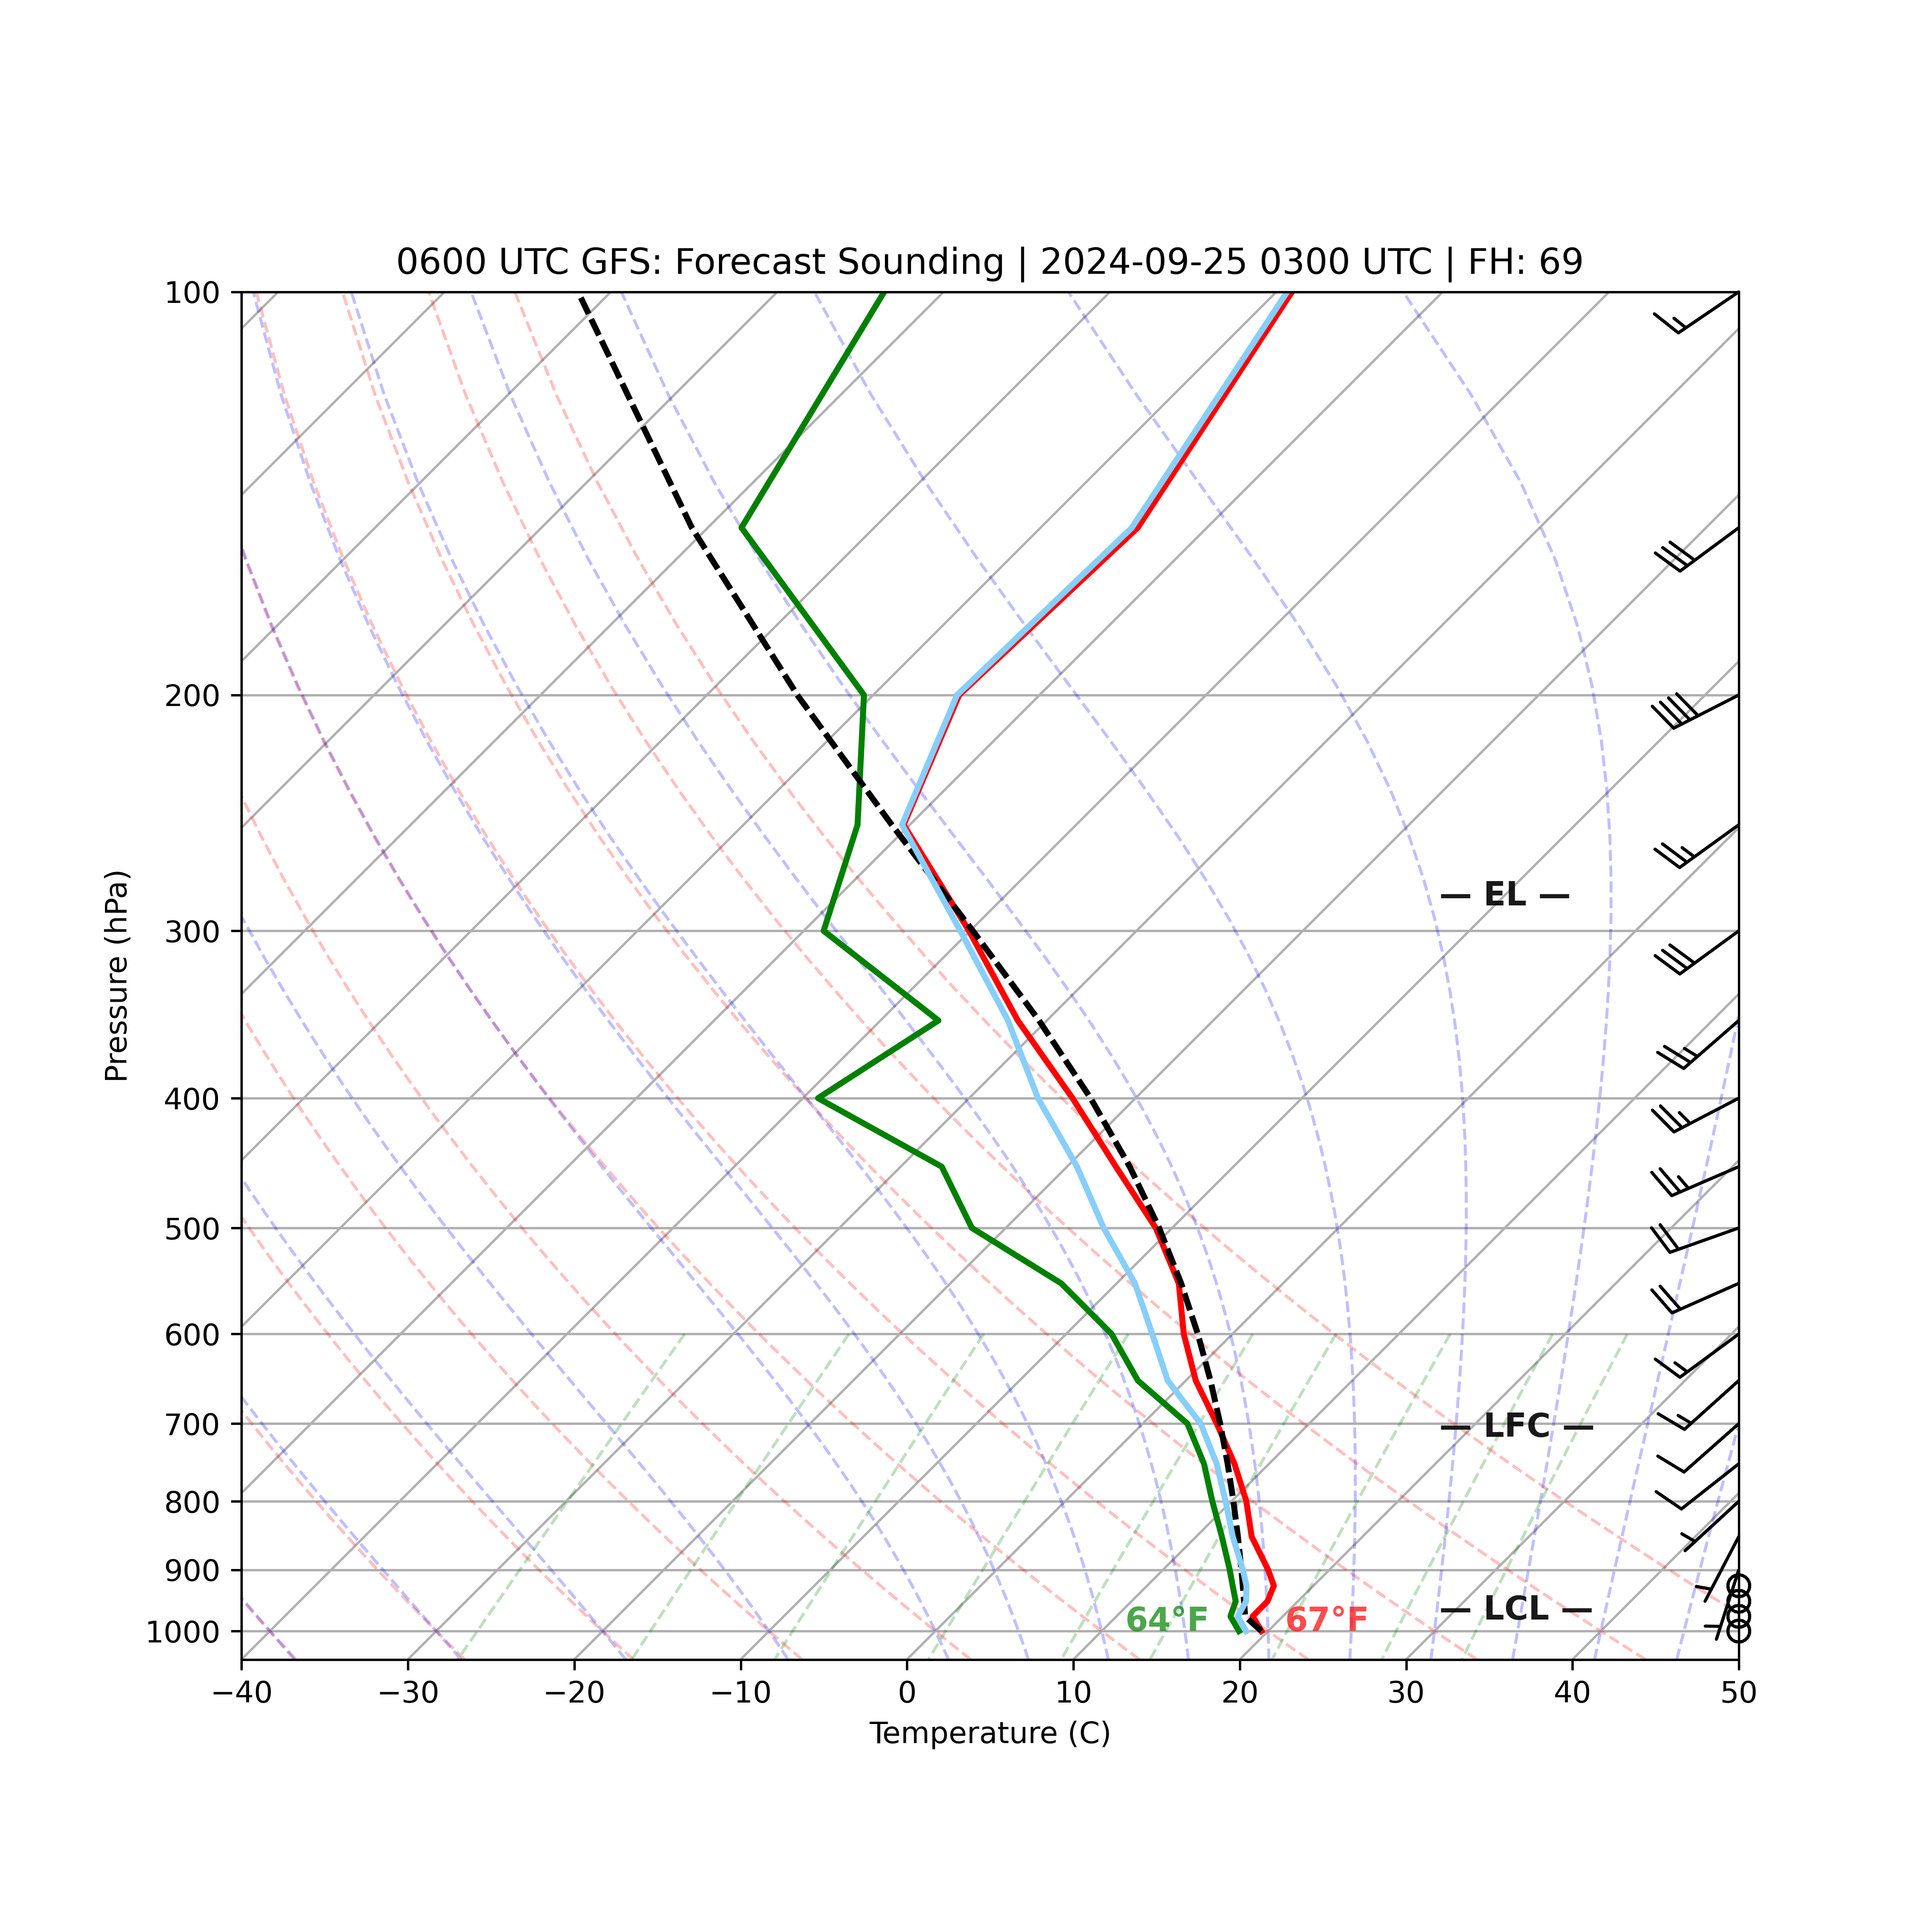 0600 UTC GFS: Forecast Sounding | 2024-09-25 0300 UTC | FH: 69
100
200
300
400
500
600
700
800
900
1000
Pressure (hPa)
— EL —
— LFC —
— LCL —
64°F
67°F
−40
−30
−20
−10
0
10
20
30
40
50
Temperature (C)